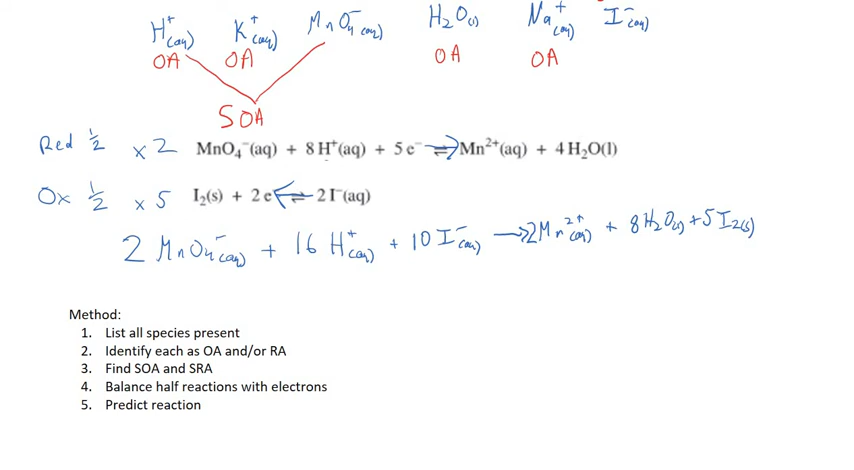 H⁺(aq) K⁺(aq) MnO₄⁻(aq) H₂O(l) Na⁺(aq) I⁻(aq)
OA OA OA OA
SOA
Red ½ x 2 MnO₄⁻(aq) + 8 H⁺(aq) + 5 e⁻ ⇌ Mn²⁺(aq) + 4 H₂O(l)
Ox ½ x 5 I₂(s) + 2 e⁻ ⇌ 2 I⁻(aq)
2 MnO₄⁻(aq) + 16 H⁺(aq) + 10 I⁻(aq) → 2Mn²⁺(aq) + 8H₂O(l) + 5I₂(s)
Method:
1. List all species present
2. Identify each as OA and/or RA
3. Find SOA and SRA
4. Balance half reactions with electrons
5. Predict reaction